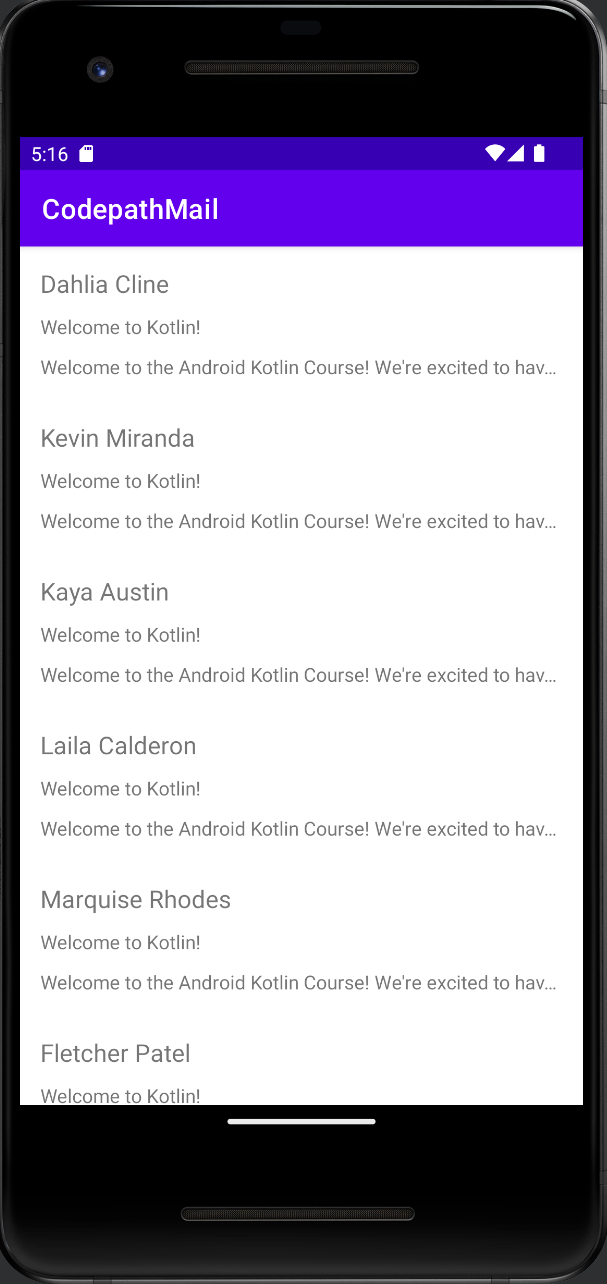 5:16
CodepathMail
Dahlia Cline
Welcome to Kotlin!
Welcome to the Android Kotlin Course! We're excited to hav...
Kevin Miranda
Welcome to Kotlin!
Welcome to the Android Kotlin Course! We're excited to hav...
Kaya Austin
Welcome to Kotlin!
Welcome to the Android Kotlin Course! We're excited to hav...
Laila Calderon
Welcome to Kotlin!
Welcome to the Android Kotlin Course! We're excited to hav...
Marquise Rhodes
Welcome to Kotlin!
Welcome to the Android Kotlin Course! We're excited to hav...
Fletcher Patel
Welcome to Kotlin!